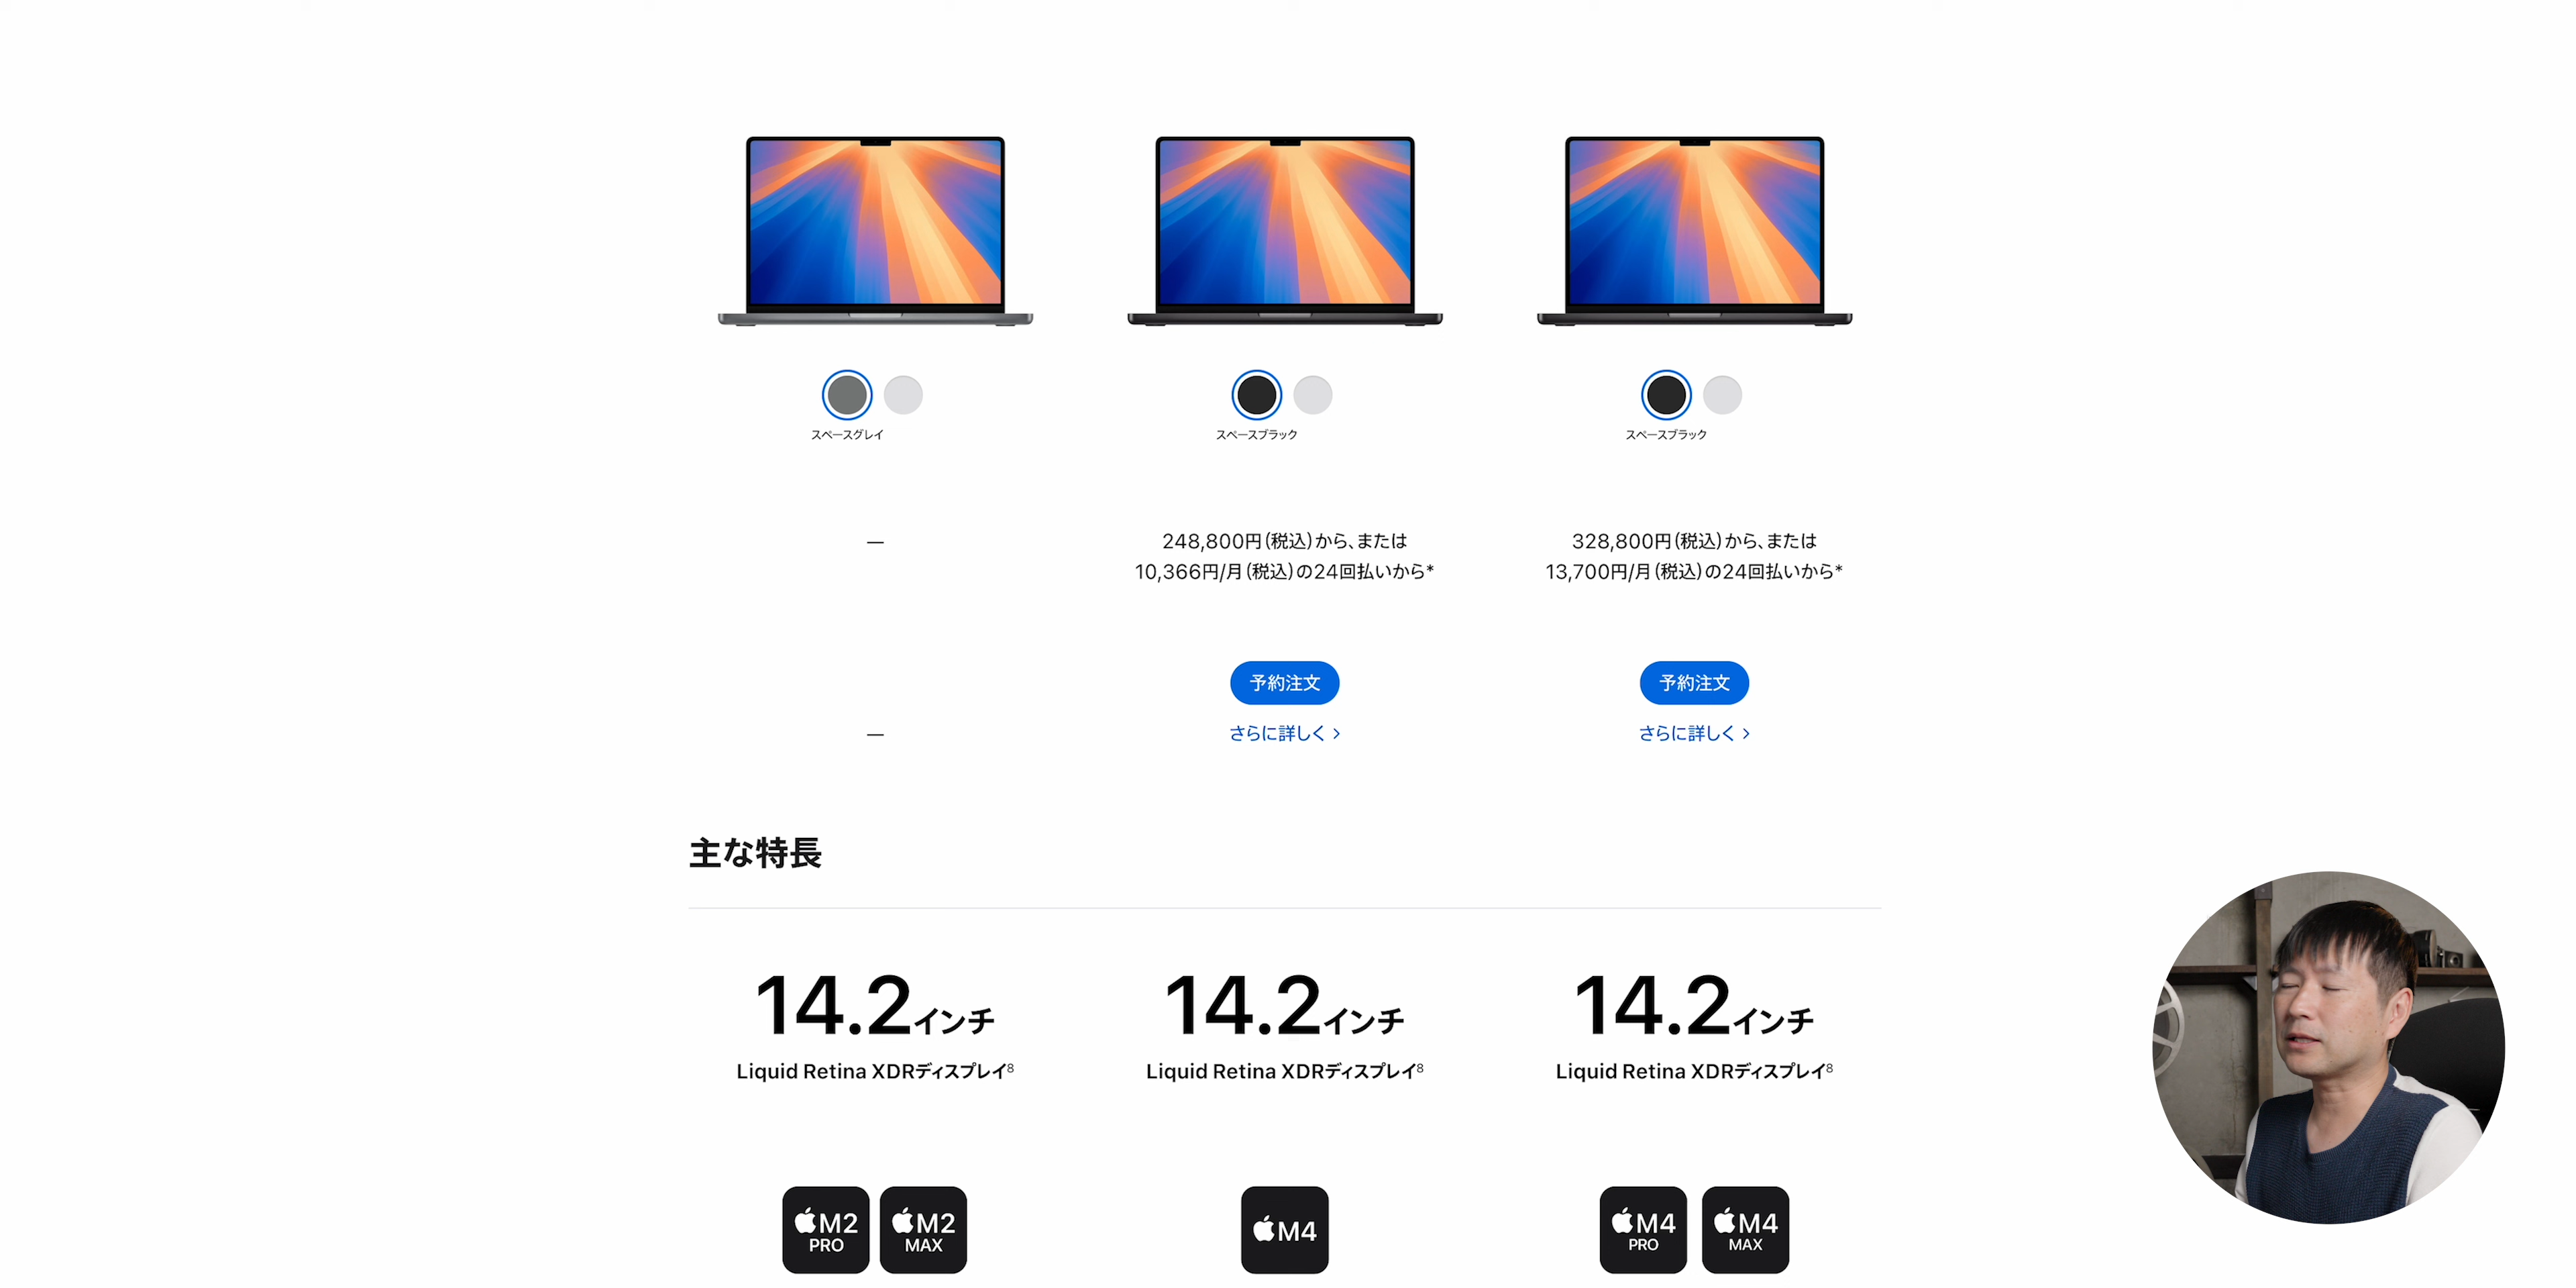 スペースグレイ
スペースブラック
スペースブラック
—
248,800円（税込）から、または
10,366円/月（税込）の24回払いから*
328,800円（税込）から、または
13,700円/月（税込）の24回払いから*
予約注文
予約注文
—
さらに詳しく >
さらに詳しく >
主な特長
14.2インチ
Liquid Retina XDRディスプレイ8
14.2インチ
Liquid Retina XDRディスプレイ8
14.2インチ
Liquid Retina XDRディスプレイ8
M2
PRO
M2
MAX
M4
M4
PRO
M4
MAX